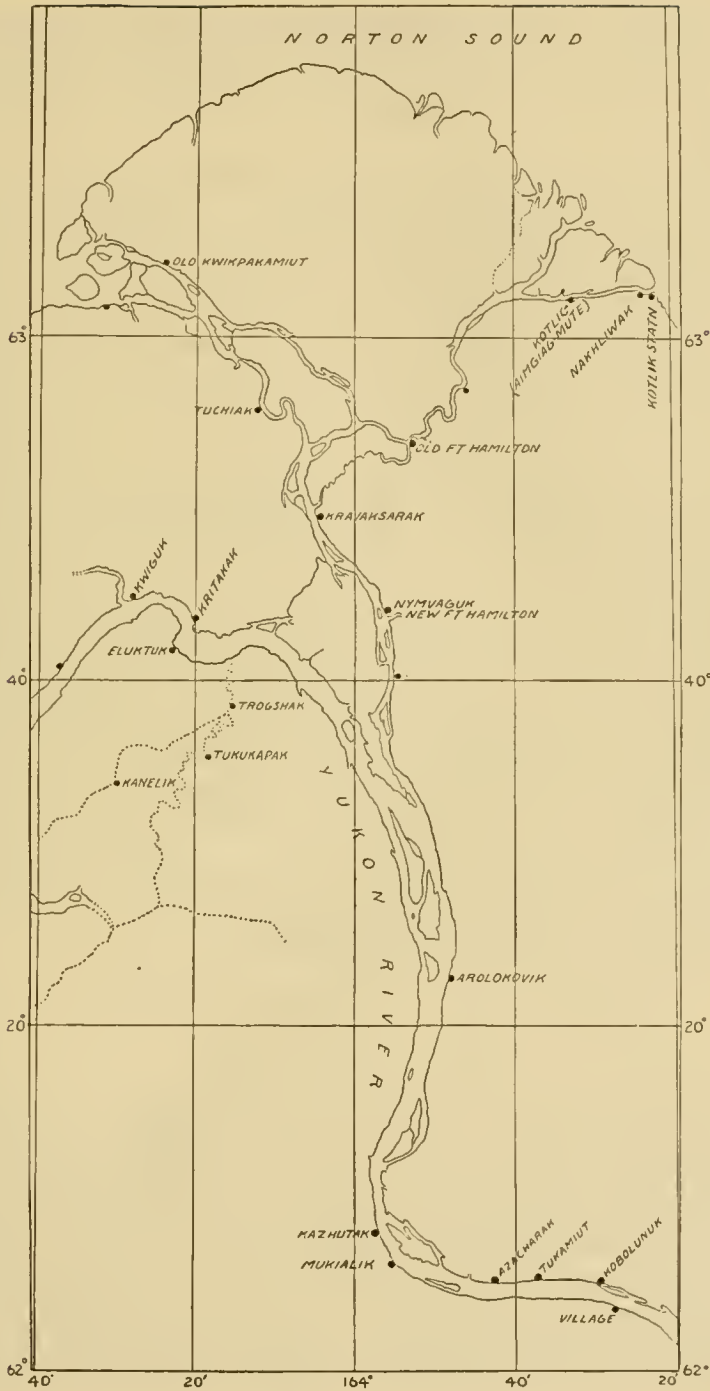 NORTON SOUND
OLD KWIKPAKAMIUT
63°
63°
KOTLIC
(AIMGIAG-MUTE)
NAKHLIWAK
KOTLIK STATN
TUCHIAK
OLD FT HAMILTON
KRAVAKSARAK
KWIGUK
KRITAKAK
NYMVAGUK
NEW FT HAMILTON
ELUKTUK
40°
40°
TROGSHAK
TUKUKAPAK
KANELIK
YUKON RIVER
AROLOKOVIK
20°
20°
KAZHUTAK
MUKIALIK
AZACHARAK
TUKAMIUT
KOBOLUNUK
VILLAGE
62°
62°
40'
20'
164°
40'
20'